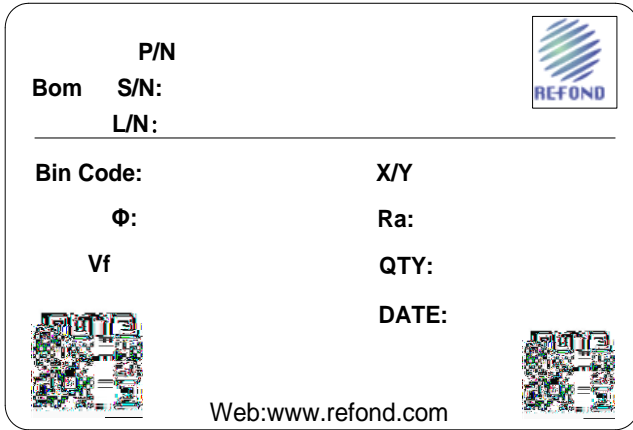 P/N
REFOND
Bom S/N:
L/N:
Bin Code: X/Y
Φ: Ra:
Vf QTY:
DATE:
Web:www.refond.com